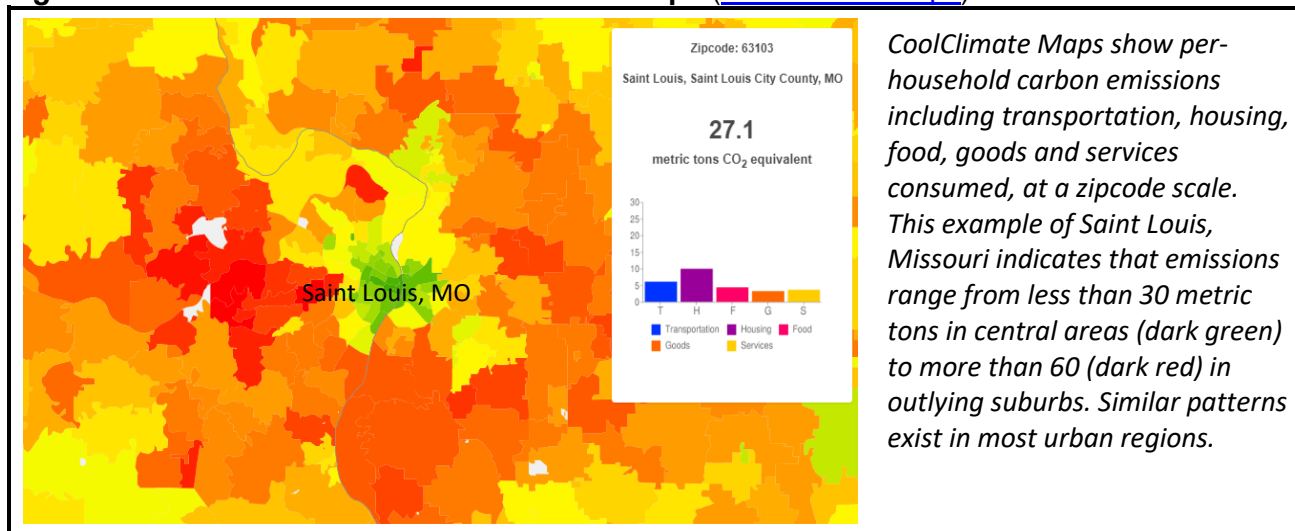 Zipcode: 63103
Saint Louis, Saint Louis City County, MO
27.1
metric tons CO₂ equivalent
30
25
20
15
10
5
0
T H F G S
Transportation Housing Food
Goods Services
Saint Louis, MO
CoolClimate Maps show per-
household carbon emissions
including transportation, housing,
food, goods and services
consumed, at a zipcode scale.
This example of Saint Louis,
Missouri indicates that emissions
range from less than 30 metric
tons in central areas (dark green)
to more than 60 (dark red) in
outlying suburbs. Similar patterns
exist in most urban regions.